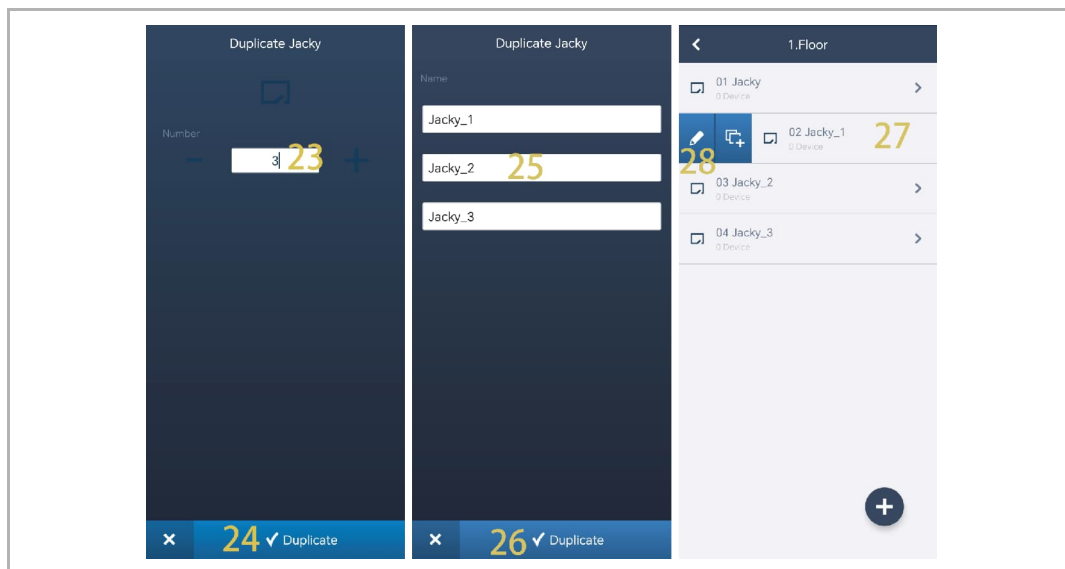 Duplicate Jacky
Number
3
23
24
Duplicate
Duplicate Jacky
Name
Jacky_1
Jacky_2
25
Jacky_3
26
Duplicate
1.Floor
01 Jacky
0 Device
02 Jacky_1
0 Device
27
28
03 Jacky_2
0 Device
04 Jacky_3
0 Device